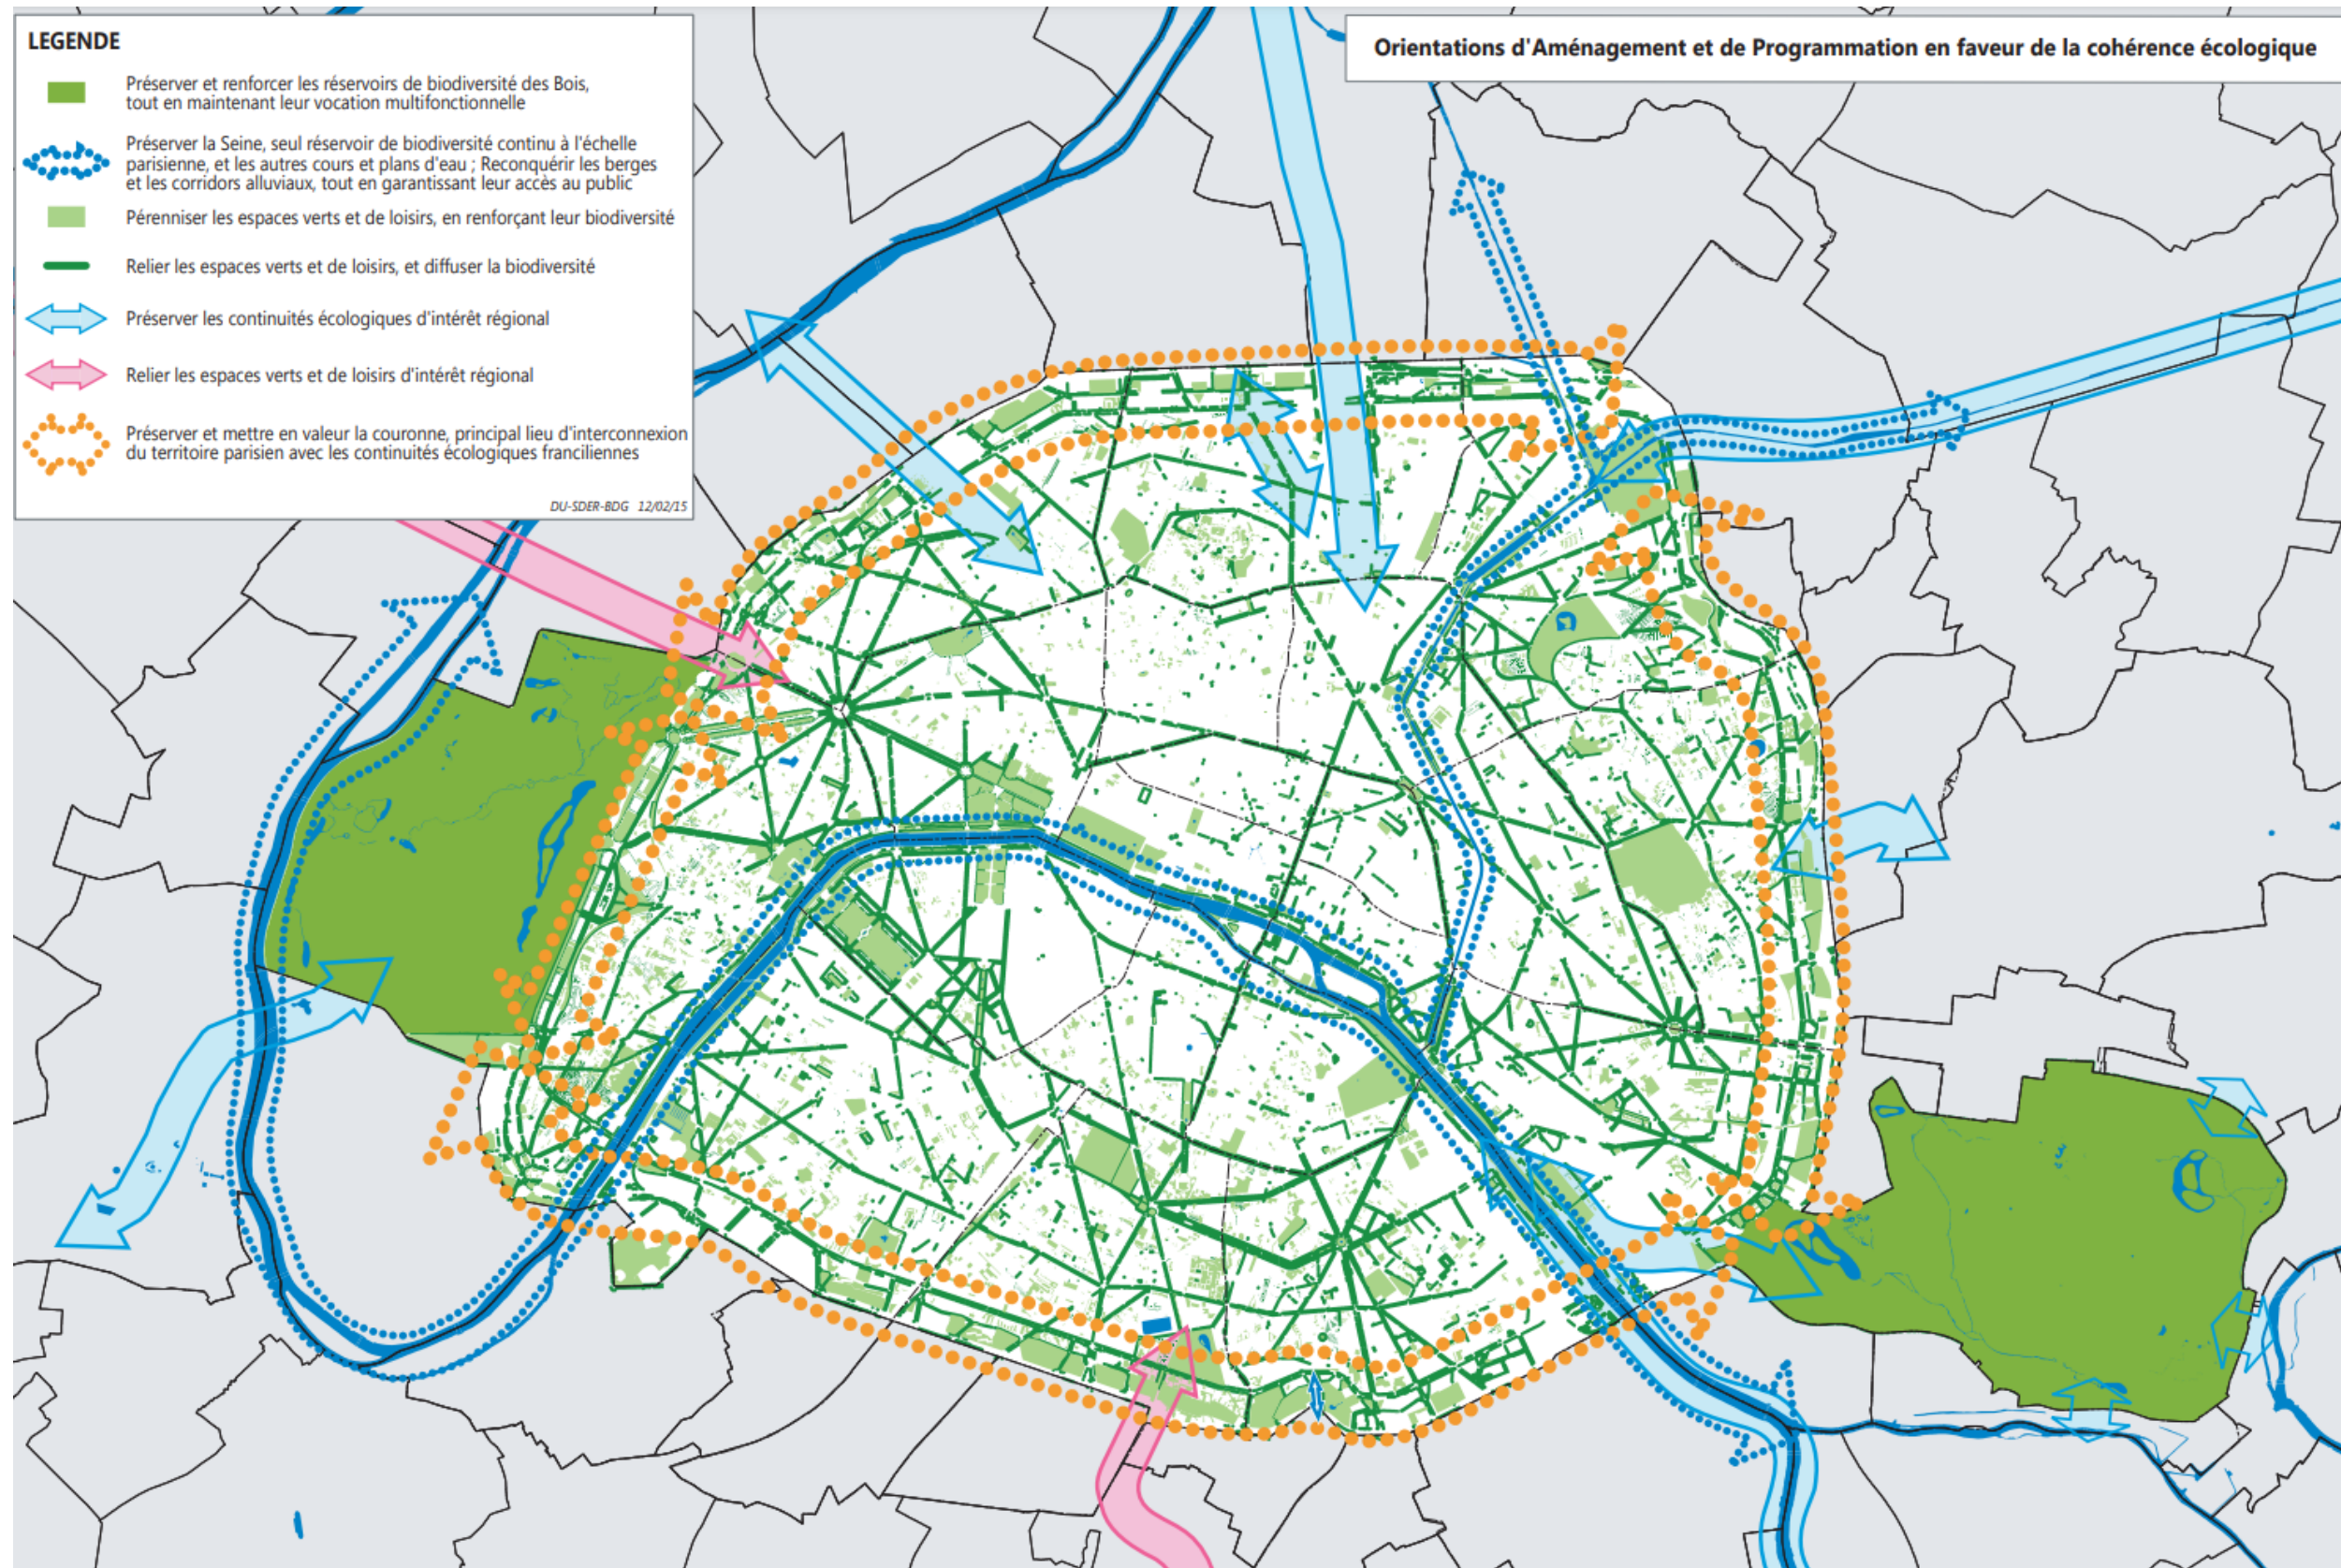 LEGENDE
Préserver et renforcer les réservoirs de biodiversité des Bois,
tout en maintenant leur vocation multifonctionnelle
Préserver la Seine, seul réservoir de biodiversité continu à l'échelle
parisienne, et les autres cours et plans d'eau ; Reconquérir les berges
et les corridors alluviaux, tout en garantissant leur accès au public
Pérenniser les espaces verts et de loisirs, en renforçant leur biodiversité
Relier les espaces verts et de loisirs, et diffuser la biodiversité
Préserver les continuités écologiques d'intérêt régional
Relier les espaces verts et de loisirs d'intérêt régional
Préserver et mettre en valeur la couronne, principal lieu d'interconnexion
du territoire parisien avec les continuités écologiques franciliennes
DU-SDER-BDG 12/02/15
Orientations d'Aménagement et de Programmation en faveur de la cohérence écologique